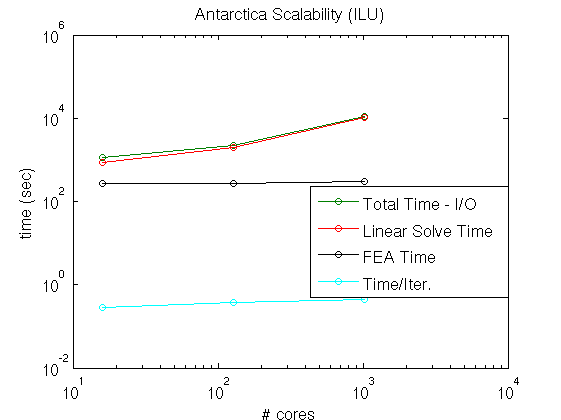 Antarctica Scalability (ILU)
10^6
10^4
10^2
10^0
10^-2
time (sec)
Total Time - I/O
Linear Solve Time
FEA Time
Time/Iter.
10^1
10^2
10^3
10^4
# cores